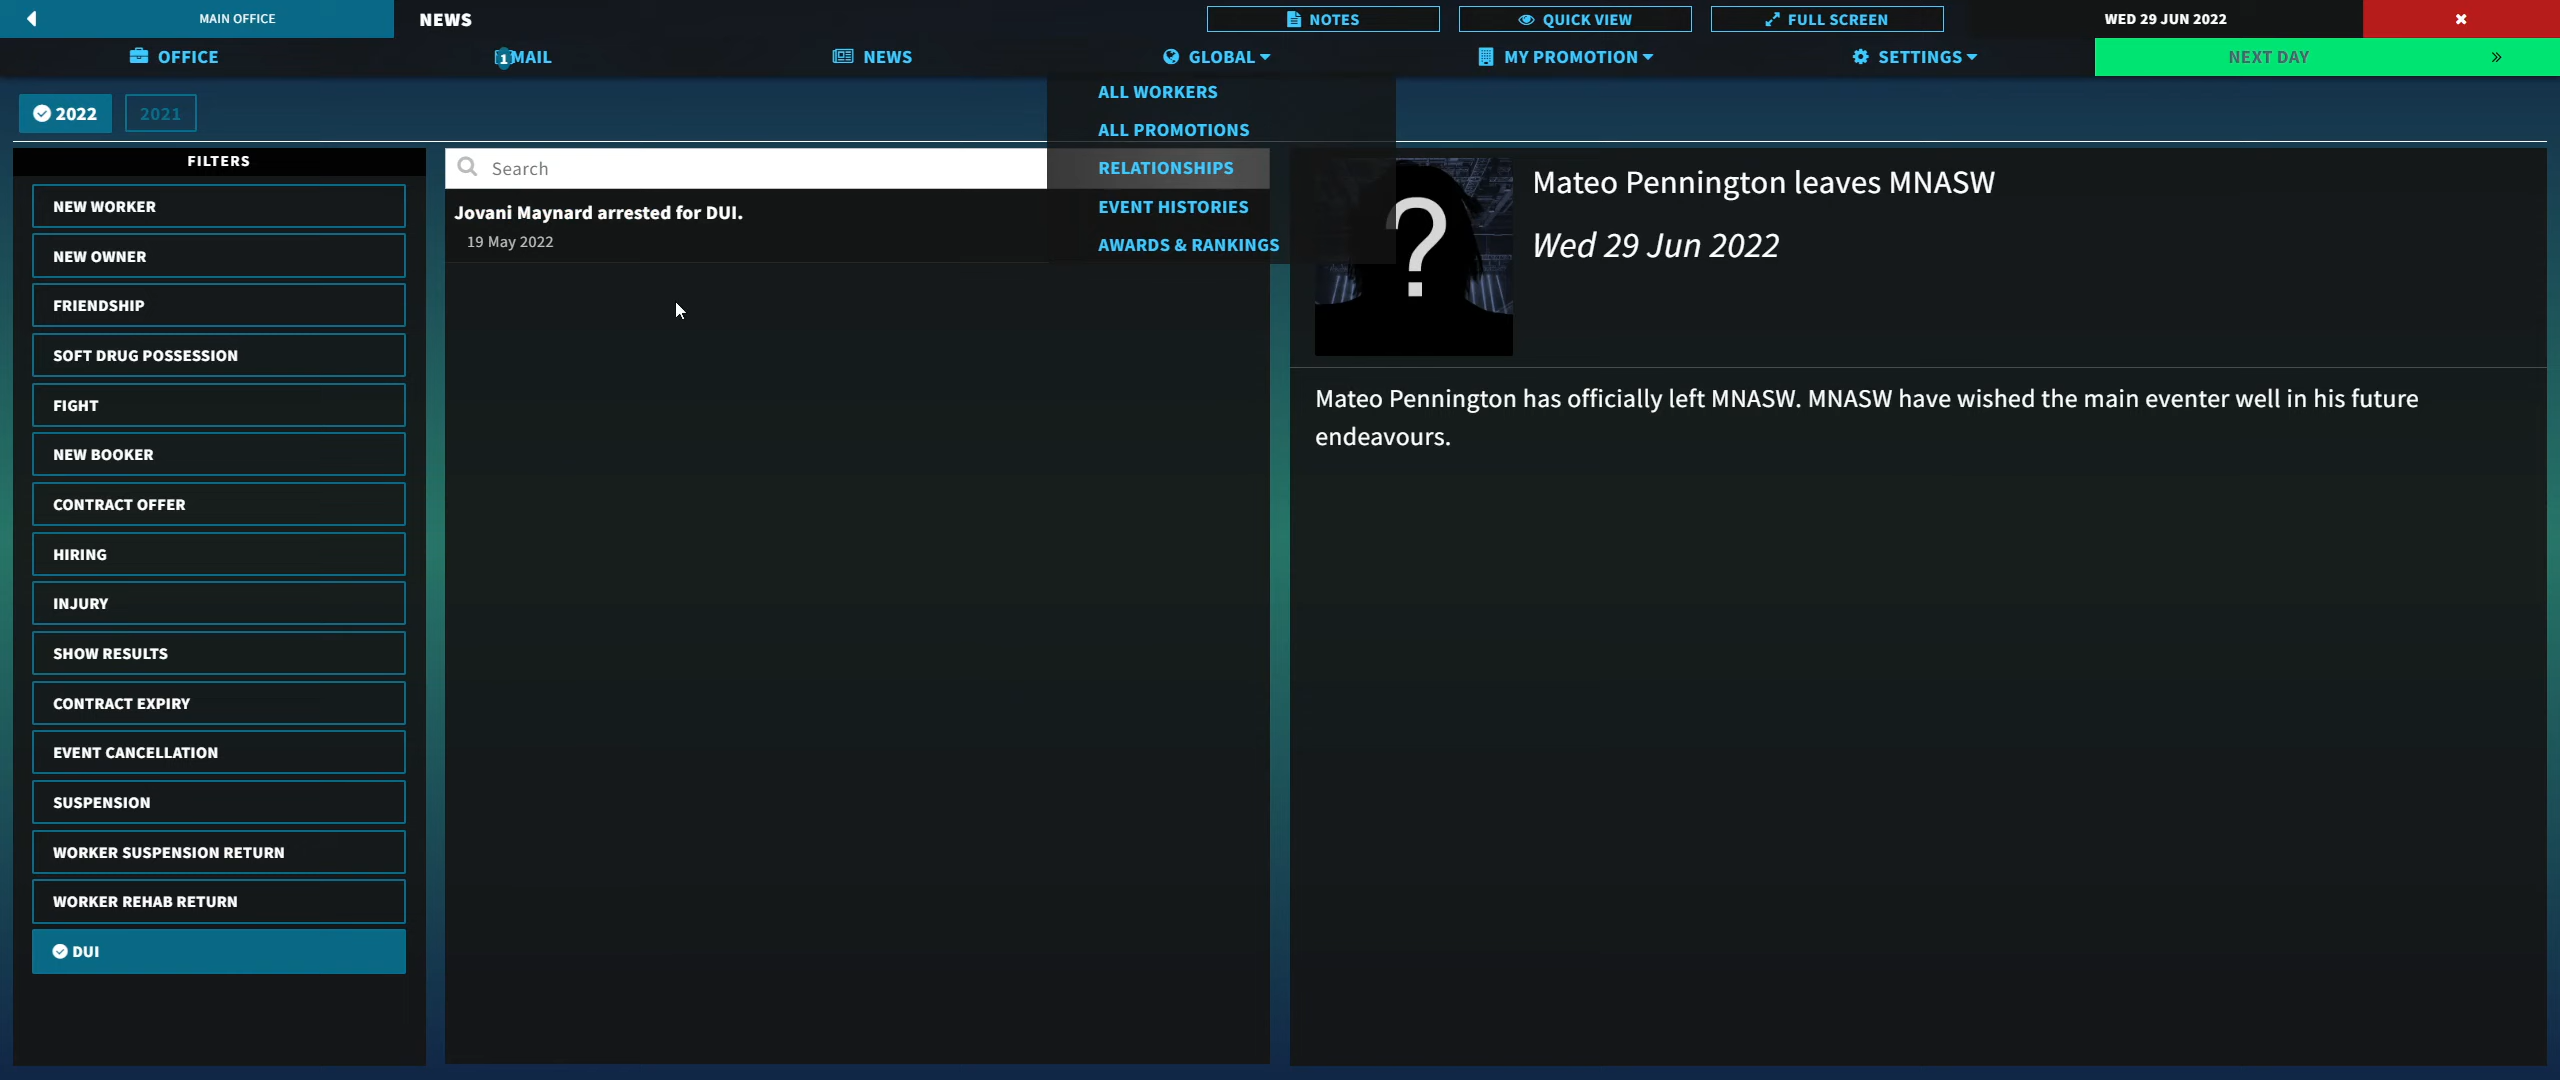 MAIN OFFICE
NEWS
NOTES
QUICK VIEW
FULL SCREEN
WED 29 JUN 2022
OFFICE
1
MAIL
NEWS
GLOBAL
MY PROMOTION
SETTINGS
NEXT DAY
ALL WORKERS
ALL PROMOTIONS
RELATIONSHIPS
EVENT HISTORIES
AWARDS & RANKINGS
2022
2021
FILTERS
NEW WORKER
NEW OWNER
FRIENDSHIP
SOFT DRUG POSSESSION
FIGHT
NEW BOOKER
CONTRACT OFFER
HIRING
INJURY
SHOW RESULTS
CONTRACT EXPIRY
EVENT CANCELLATION
SUSPENSION
WORKER SUSPENSION RETURN
WORKER REHAB RETURN
DUI
Search
Jovani Maynard arrested for DUI.
19 May 2022
?
Mateo Pennington leaves MNASW
Wed 29 Jun 2022
Mateo Pennington has officially left MNASW. MNASW have wished the main eventer well in his future
endeavours.